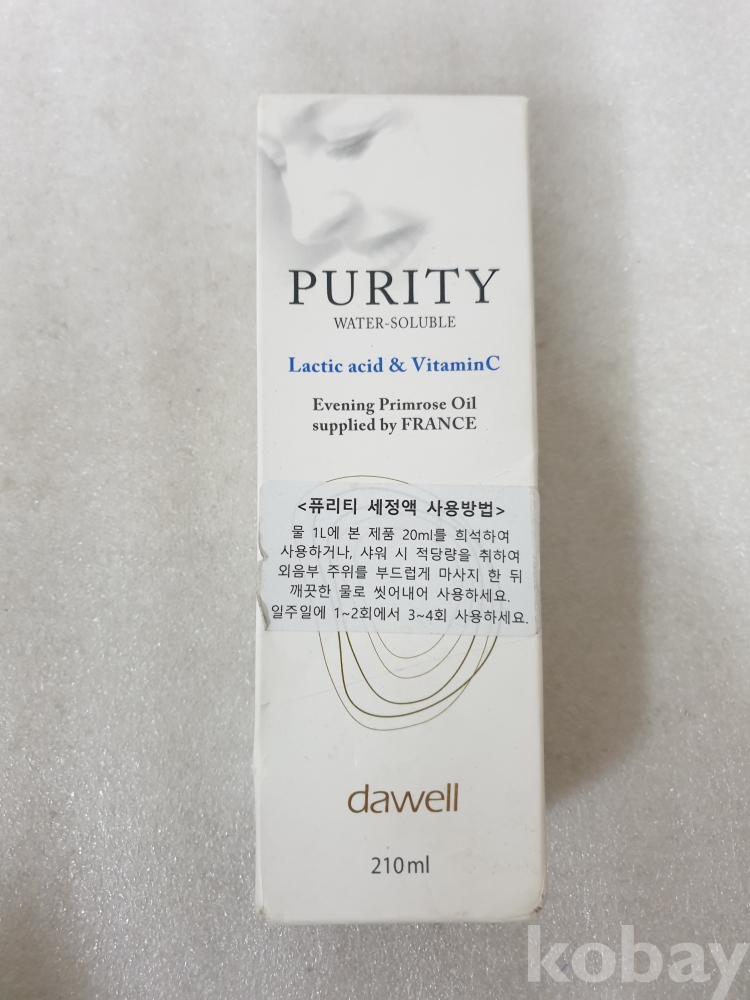 PURITY
WATER-SOLUBLE
Lactic acid & VitaminC
Evening Primrose Oil
supplied by FRANCE
<퓨리티 세정액 사용방법>
물 1L에 본 제품 20ml를 희석하여
사용하거나, 샤워 시 적당량을 취하여
외음부 주위를 부드럽게 마사지 한 뒤
깨끗한 물로 씻어내어 사용하세요.
일주일에 1~2회에서 3~4회 사용하세요.
dawell
210ml
kobay